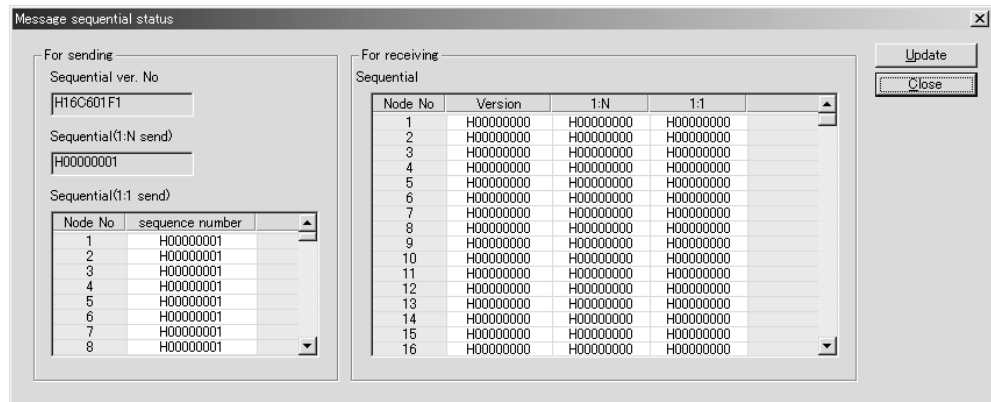 Message sequential status
For sending
Sequential ver. No
H16C601F1
Sequential(1:N send)
H00000001
Sequential(1:1 send)
Node No sequence number
1 H00000001
2 H00000001
3 H00000001
4 H00000001
5 H00000001
6 H00000001
7 H00000001
8 H00000001
For receiving
Sequential
Node No Version 1:N 1:1
1 H00000000 H00000000 H00000000
2 H00000000 H00000000 H00000000
3 H00000000 H00000000 H00000000
4 H00000000 H00000000 H00000000
5 H00000000 H00000000 H00000000
6 H00000000 H00000000 H00000000
7 H00000000 H00000000 H00000000
8 H00000000 H00000000 H00000000
9 H00000000 H00000000 H00000000
10 H00000000 H00000000 H00000000
11 H00000000 H00000000 H00000000
12 H00000000 H00000000 H00000000
13 H00000000 H00000000 H00000000
14 H00000000 H00000000 H00000000
15 H00000000 H00000000 H00000000
16 H00000000 H00000000 H00000000
Update
Close